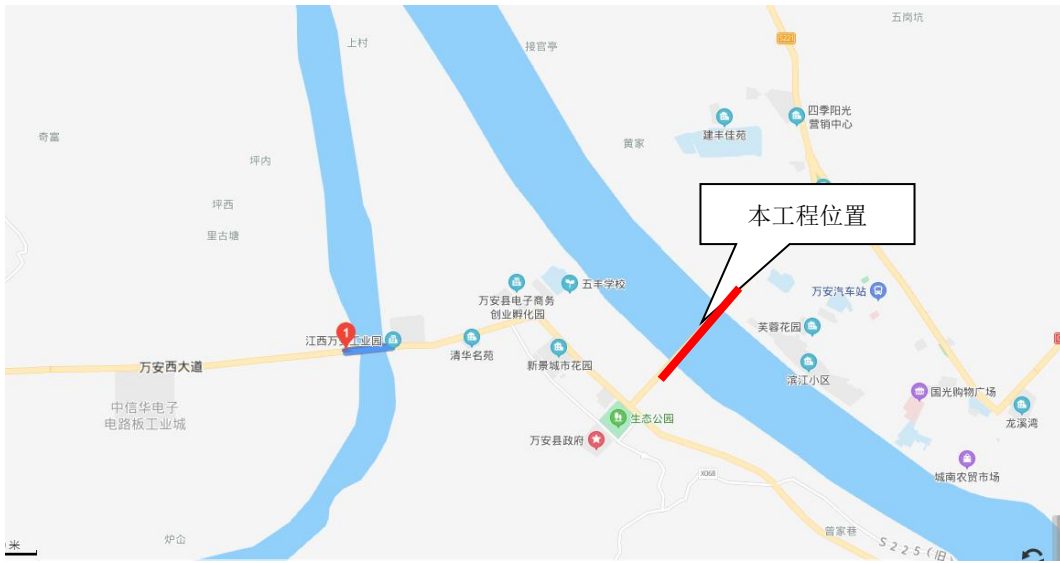 五岗坑
上村
接官亭
S221
四季阳光
营销中心
建丰佳苑
奇富
黄家
坪内
坪西
里古塘
本工程位置
五丰学校
万安汽车站
万安县电子商务
创业孵化园
芙蓉花园
1
江西万安工业园
清华名苑
新景城市花园
万安西大道
滨江小区
国光购物广场
中信华电子
电路板工业城
生态公园
龙溪湾
万安县政府
X068
城南农贸市场
曾家巷
炉仚
S225(旧)
米